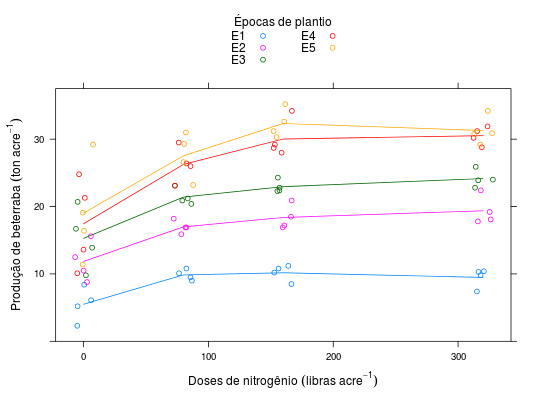 Épocas de plantio
E1 E4
E2 E5
E3
Produção de beterraba (ton acre⁻¹)
30
20
10
0 100 200 300
Doses de nitrogênio (libras acre⁻¹)